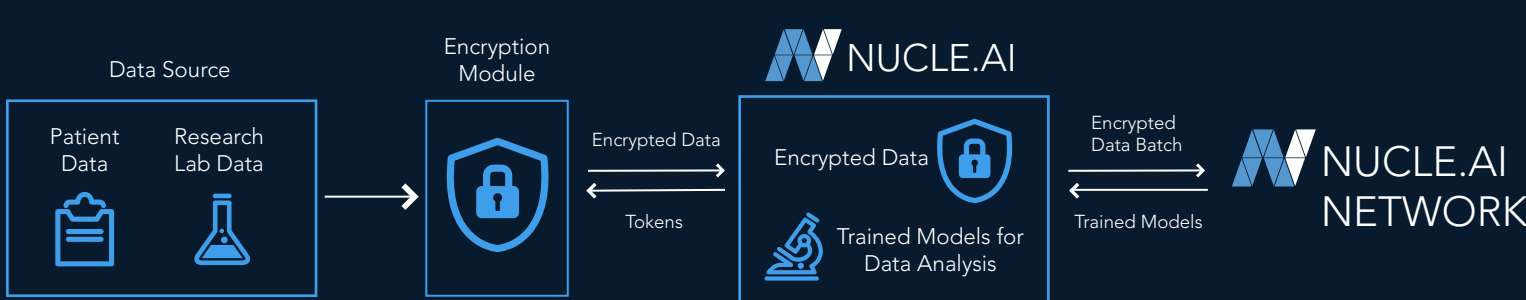 Data Source
Patient
Data
Research
Lab Data
Encryption
Module
Encrypted Data
Tokens
NUCLE.AI
Encrypted Data
Trained Models for
Data Analysis
Encrypted
Data Batch
Trained Models
NUCLE.AI
NETWORK